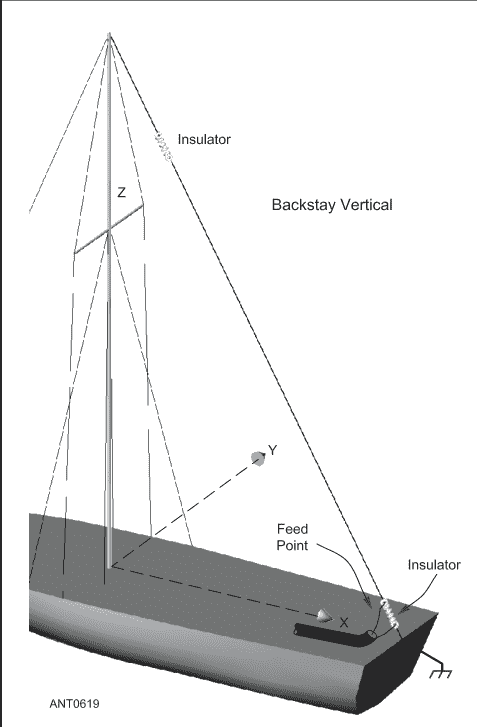 Insulator
Z
Backstay Vertical
Y
Feed
Point
Insulator
X
ANT0619